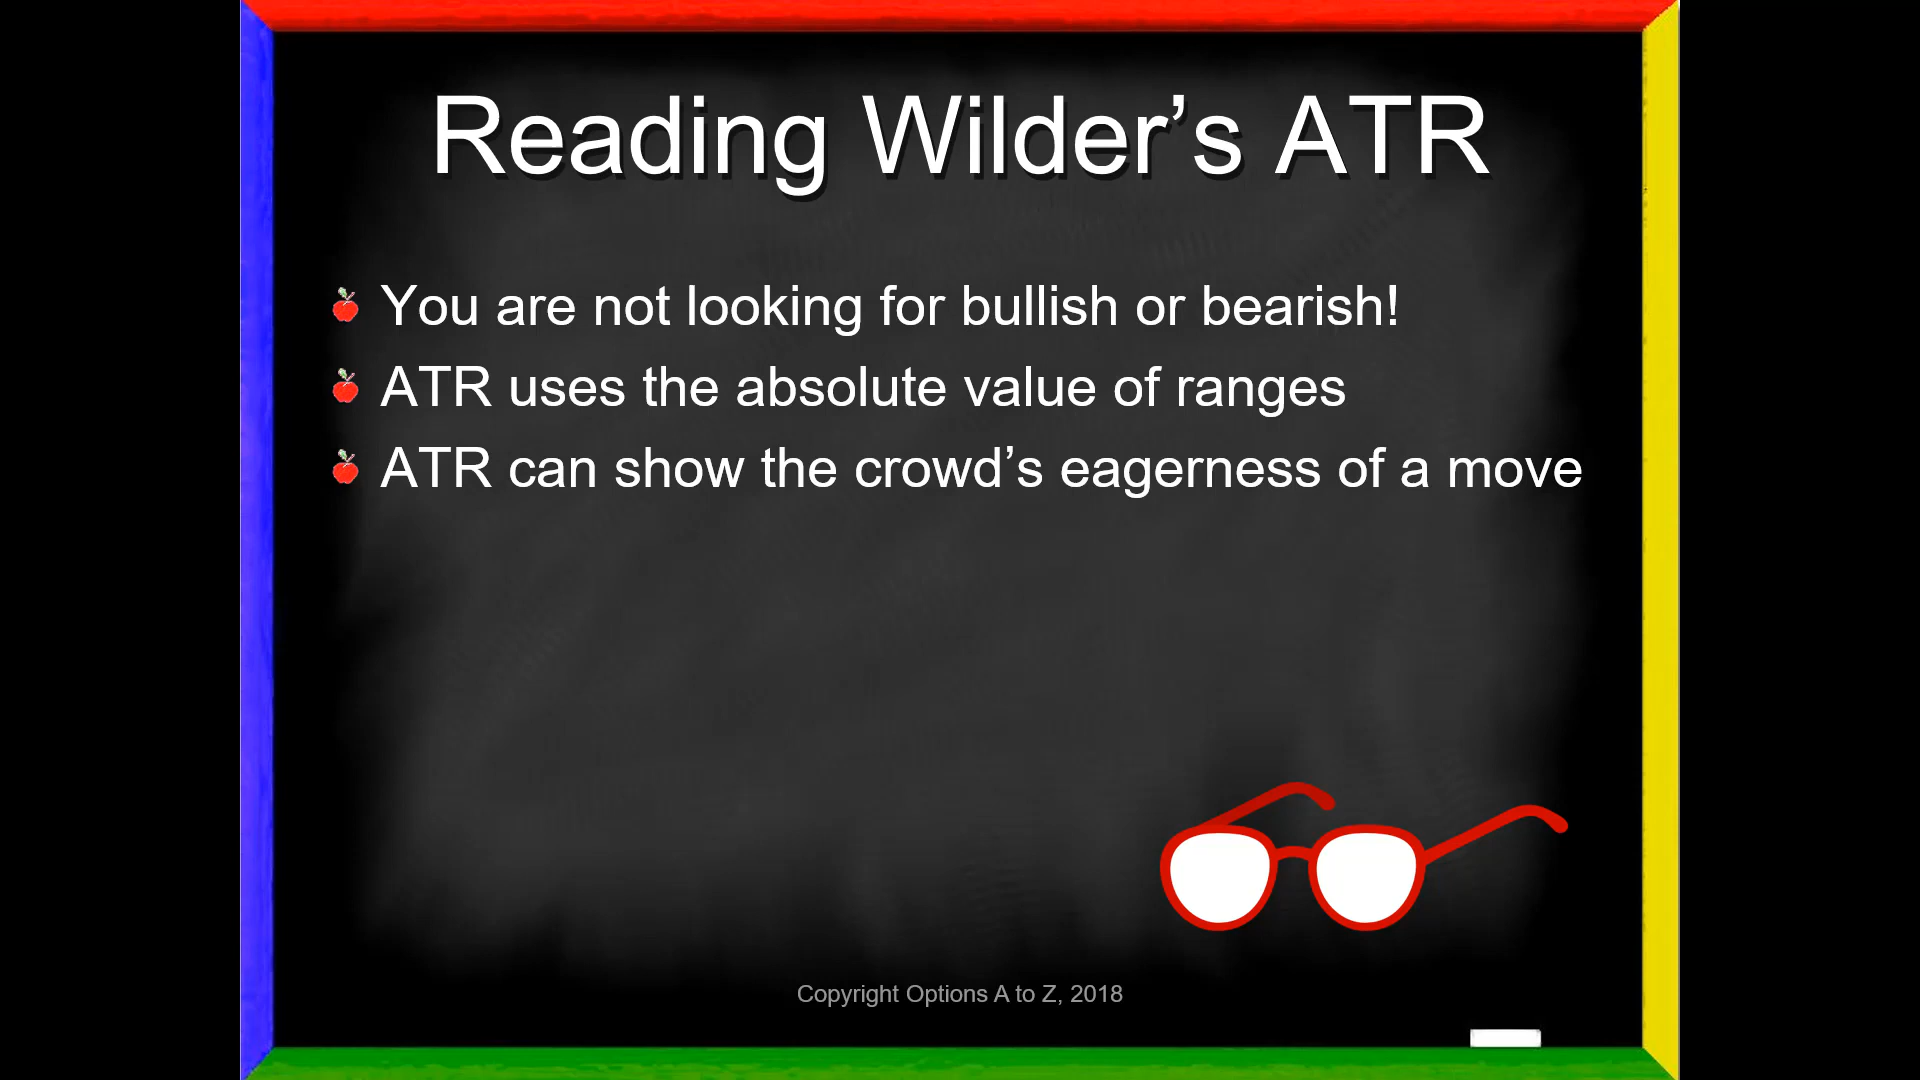 Reading Wilder’s ATR
You are not looking for bullish or bearish!
ATR uses the absolute value of ranges
ATR can show the crowd’s eagerness of a move
Copyright Options A to Z, 2018